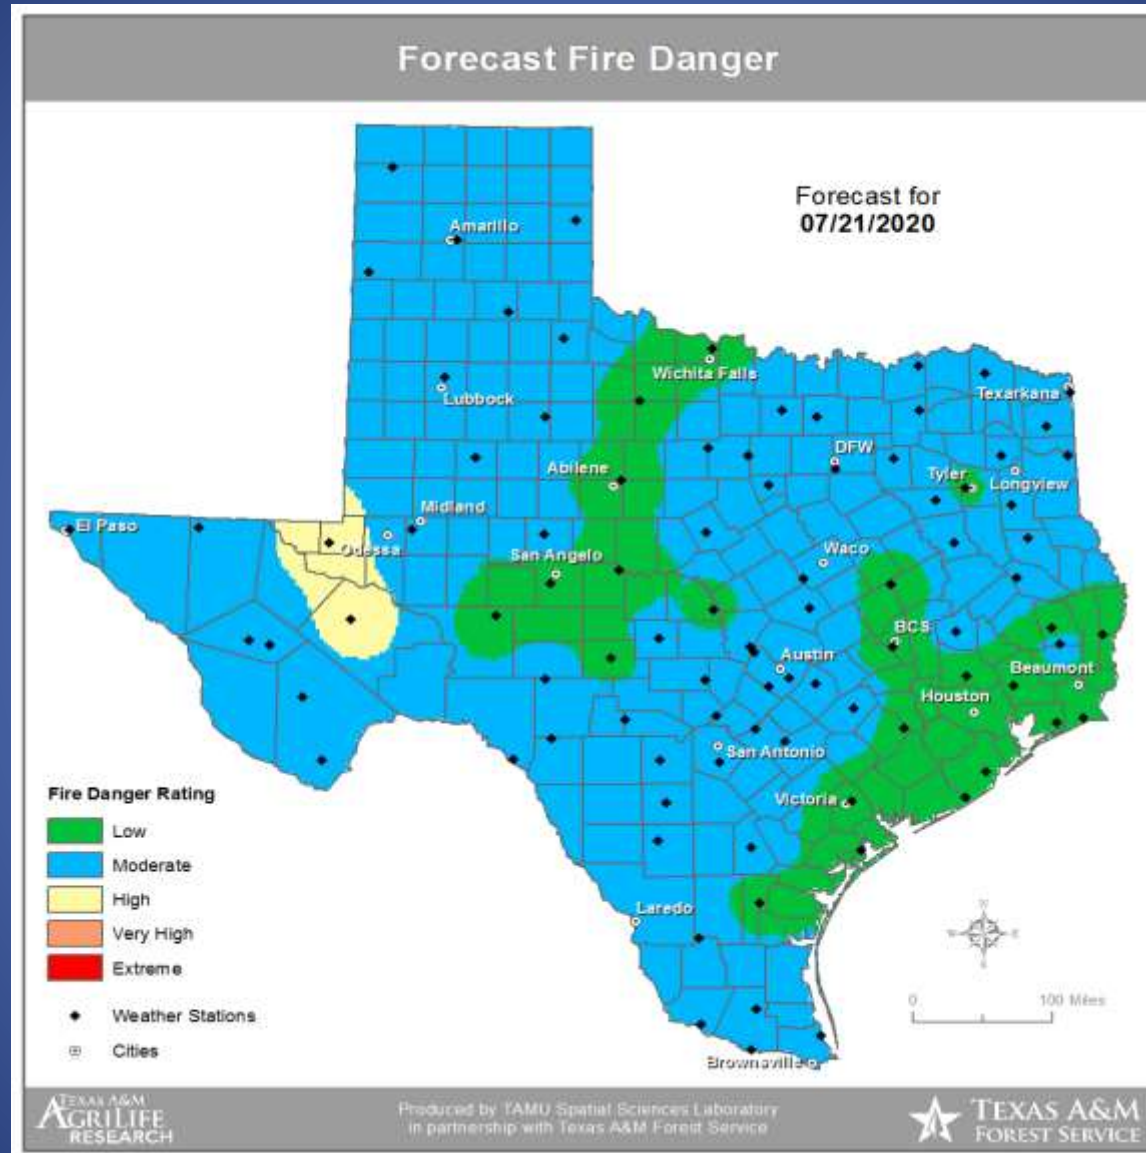 Forecast Fire Danger
Forecast for
07/21/2020
Amarillo
Wichita Falls
Texarkana
Lubbock
DFW
Abilene
Tyler
Longview
Midland
El Paso
Odessa
Waco
San Angelo
BCS
Austin
Beaumont
Houston
San Antonio
Victoria
Laredo
Brownsville
Fire Danger Rating
Low
Moderate
High
Very High
Extreme
Weather Stations
Cities
N
W E
S
0 100 Miles
TEXAS A&M
AGRILIFE
RESEARCH
Produced by TAMU Spatial Sciences Laboratory
in partnership with Texas A&M Forest Service
TEXAS A&M
FOREST SERVICE